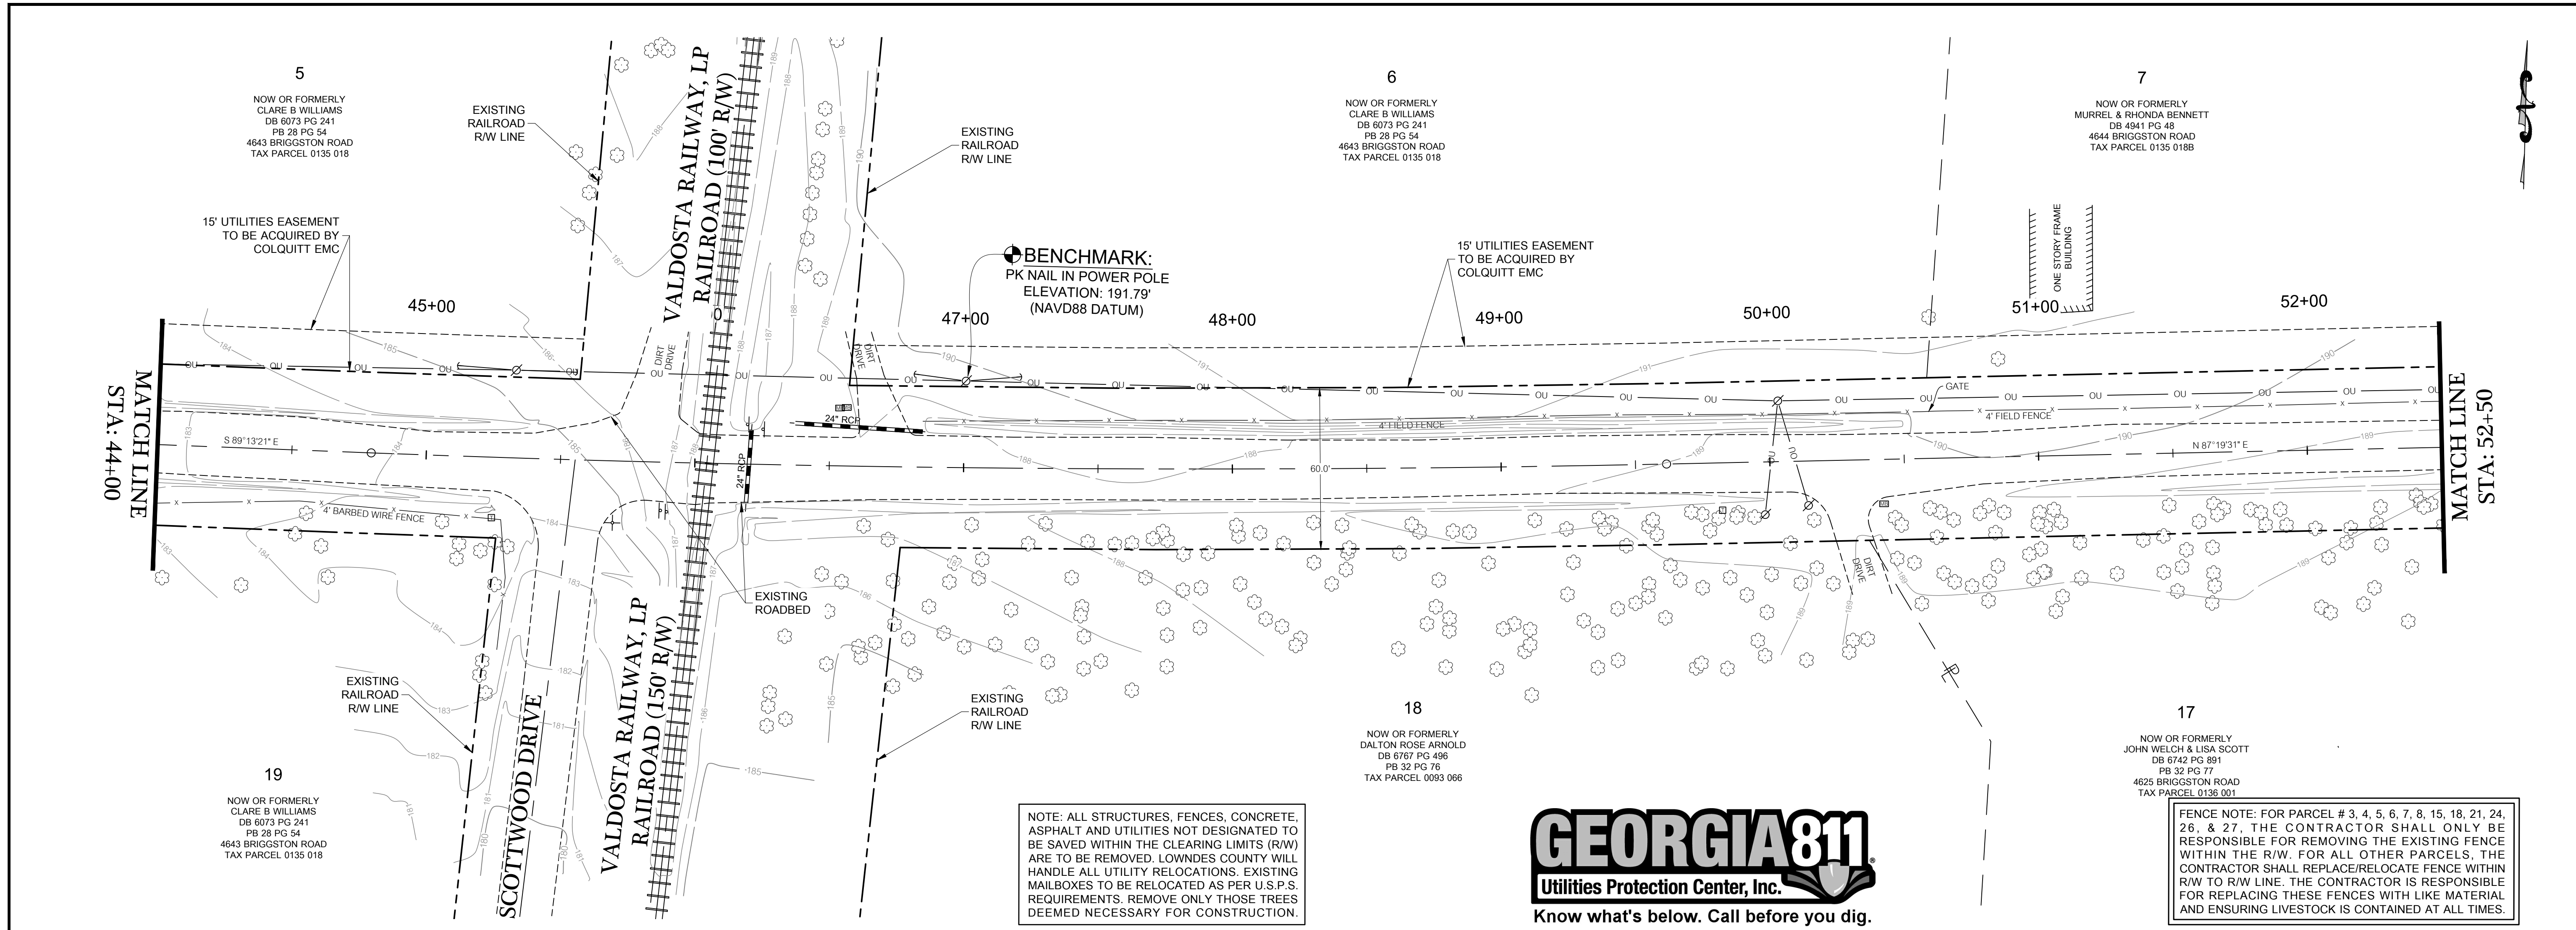 5
NOW OR FORMERLY
CLARE B WILLIAMS
DB 6073 PG 241
PB 28 PG 54
4643 BRIGGSTON ROAD
TAX PARCEL 0135 018
EXISTING
RAILROAD
R/W LINE
VALDOSTA RAILWAY, LP
RAILROAD (100' R/W)
EXISTING
RAILROAD
R/W LINE
6
NOW OR FORMERLY
CLARE B WILLIAMS
DB 6073 PG 241
PB 28 PG 54
4643 BRIGGSTON ROAD
TAX PARCEL 0135 018
7
NOW OR FORMERLY
MURREL & RHONDA BENNETT
DB 4941 PG 48
4644 BRIGGSTON ROAD
TAX PARCEL 0135 018B
ONE STORY FRAME
BUILDING
15' UTILITIES EASEMENT
TO BE ACQUIRED BY
COLQUITT EMC
BENCHMARK:
PK NAIL IN POWER POLE
ELEVATION: 191.79'
(NAVD88 DATUM)
15' UTILITIES EASEMENT
TO BE ACQUIRED BY
COLQUITT EMC
45+00
0
47+00
48+00
49+00
50+00
51+00
52+00
MATCH LINE
STA: 44+00
DIRT
DRIVE
DIRT
DRIVE
GATE
4' FIELD FENCE
4' FIELD FENCE
24" RCP
24" RCP
S 89°13'21" E
60.0'
N 87°19'31" E
MATCH LINE
STA: 52+50
4' BARBED WIRE FENCE
EXISTING
ROADBED
DIRT
DRIVE
EXISTING
RAILROAD
R/W LINE
SCOTTWOOD DRIVE
VALDOSTA RAILWAY, LP
RAILROAD (150' R/W)
EXISTING
RAILROAD
R/W LINE
19
NOW OR FORMERLY
CLARE B WILLIAMS
DB 6073 PG 241
PB 28 PG 54
4643 BRIGGSTON ROAD
TAX PARCEL 0135 018
18
NOW OR FORMERLY
DALTON ROSE ARNOLD
DB 6767 PG 496
PB 32 PG 76
TAX PARCEL 0093 066
17
NOW OR FORMERLY
JOHN WELCH & LISA SCOTT
DB 6742 PG 891
PB 32 PG 77
4625 BRIGGSTON ROAD
TAX PARCEL 0136 001
NOTE: ALL STRUCTURES, FENCES, CONCRETE,
ASPHALT AND UTILITIES NOT DESIGNATED TO
BE SAVED WITHIN THE CLEARING LIMITS (R/W)
ARE TO BE REMOVED. LOWNDES COUNTY WILL
HANDLE ALL UTILITY RELOCATIONS. EXISTING
MAILBOXES TO BE RELOCATED AS PER U.S.P.S.
REQUIREMENTS. REMOVE ONLY THOSE TREES
DEEMED NECESSARY FOR CONSTRUCTION.
GEORGIA811®
Utilities Protection Center, Inc.
Know what's below. Call before you dig.
FENCE NOTE: FOR PARCEL # 3, 4, 5, 6, 7, 8, 15, 18, 21, 24,
26, & 27, THE CONTRACTOR SHALL ONLY BE
RESPONSIBLE FOR REMOVING THE EXISTING FENCE
WITHIN THE R/W. FOR ALL OTHER PARCELS, THE
CONTRACTOR SHALL REPLACE/RELOCATE FENCE WITHIN
R/W TO R/W LINE. THE CONTRACTOR IS RESPONSIBLE
FOR REPLACING THESE FENCES WITH LIKE MATERIAL
AND ENSURING LIVESTOCK IS CONTAINED AT ALL TIMES.